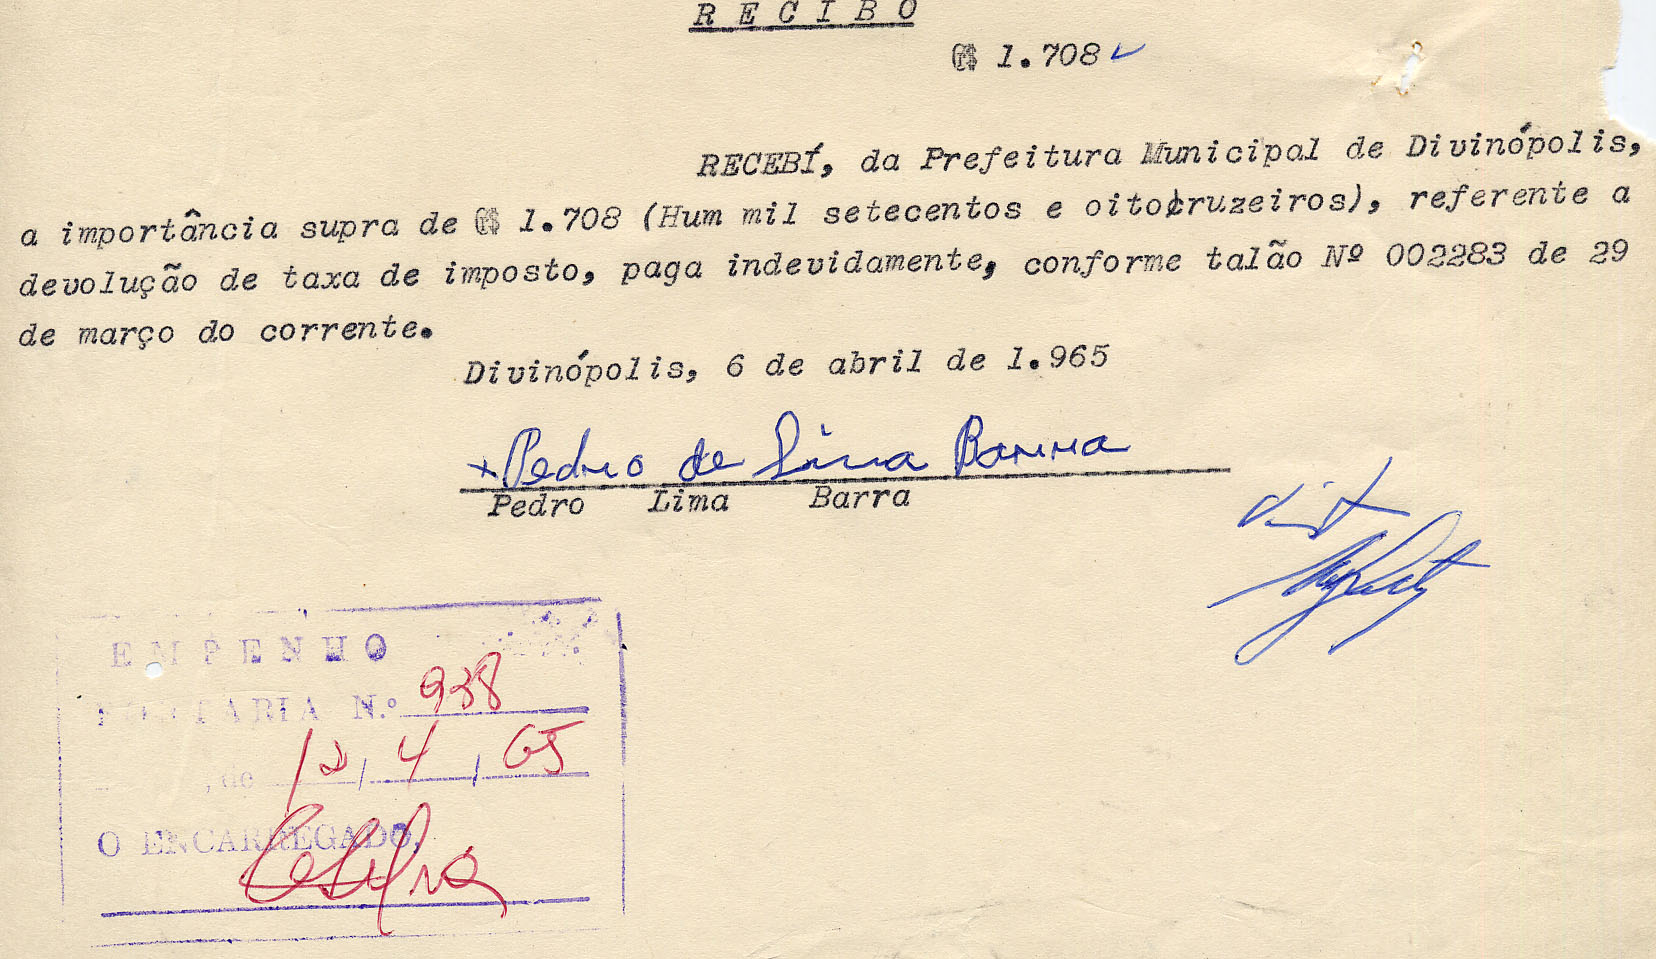 R E C I B O
Cr$ 1.708
RECEBÍ, da Prefeitura Municipal de Divinópolis,
a importância supra de Cr$ 1.708 (Hum mil setecentos e oito cruzeiros), referente a
devolução de taxa de imposto, paga indevidamente, conforme talão Nº 002283 de 29
de março do corrente.
Divinópolis, 6 de abril de 1.965
Pedro de Lima Barra
Pedro Lima Barra
EMPENHO
PORTARIA N.º 938
, de 12 / 4 / 65
O ENCARREGADO,